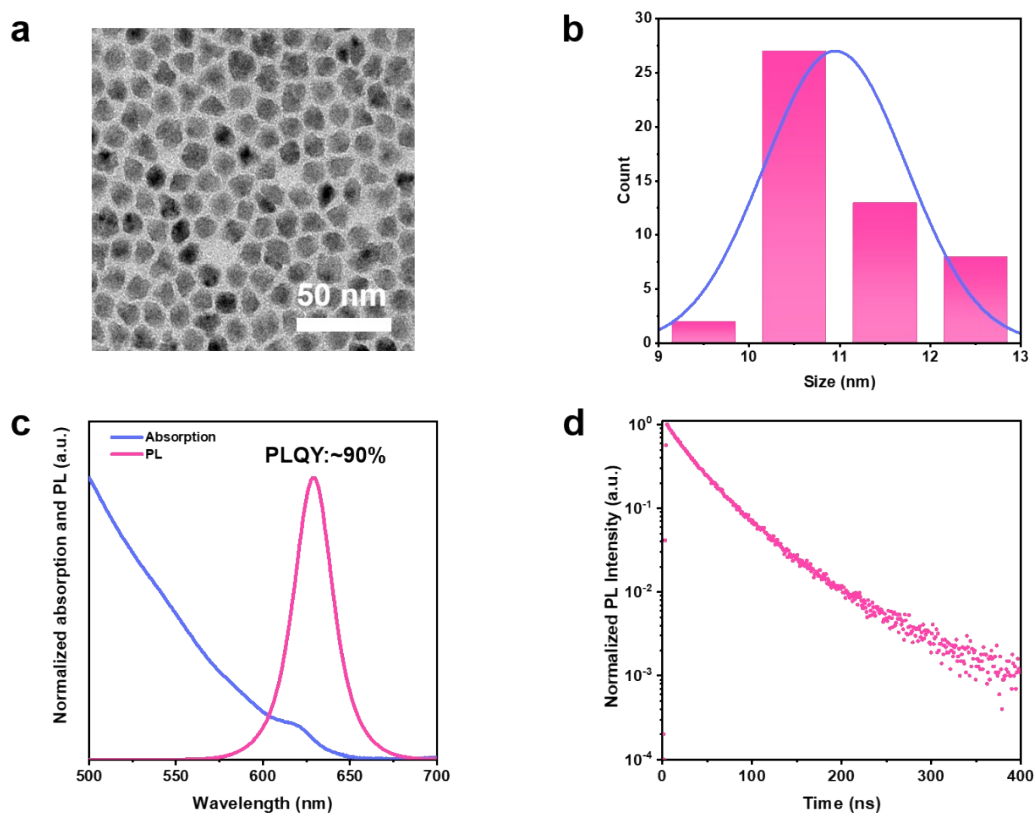 a
50 nm
b
30
25
20
15
10
5
0
Count
9 10 11 12 13
Size (nm)
c
Absorption
PL
PLQY:~90%
Normalized absorption and PL (a.u.)
500 550 600 650 700
Wavelength (nm)
d
10⁰
10⁻¹
10⁻²
10⁻³
10⁻⁴
Normalized PL Intensity (a.u.)
0 100 200 300 400
Time (ns)